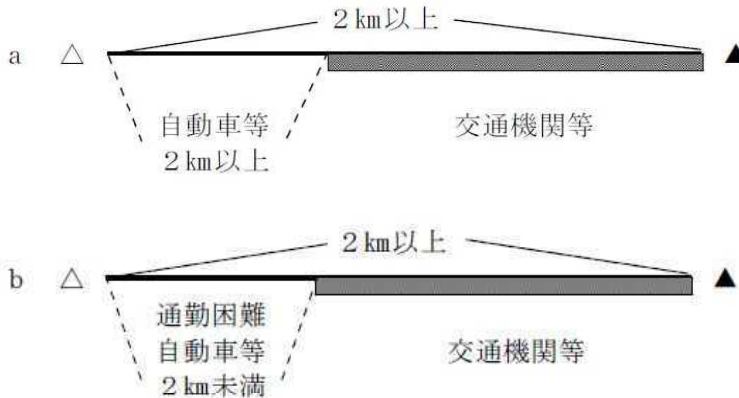 2km以上
a △ ▲
自動車等 交通機関等
2km以上
2km以上
b △ ▲
通勤困難
自動車等 交通機関等
2km未満